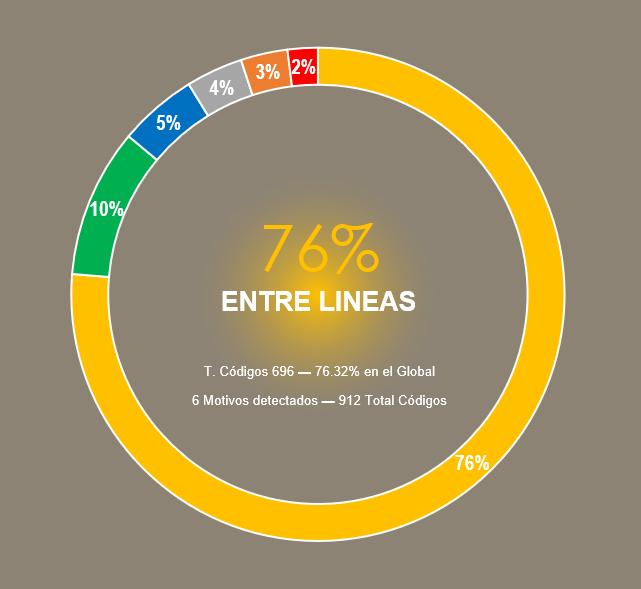 2%
3%
4%
5%
10%
76%
ENTRE LINEAS
T. Códigos 696 — 76.32% en el Global
6 Motivos detectados — 912 Total Códigos
76%